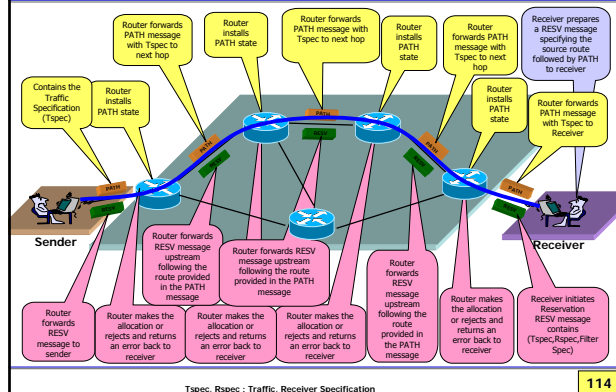 Router forwards
PATH message
with Tspec to
next hop
Router
installs
PATH
state
Router forwards
PATH message
with Tspec to next
hop
Router
installs
PATH
state
Router
forwards PATH
message with
Tspec to next
hop
Receiver prepares
a RESV message
specifying the
source route
followed by PATH
to receiver
Contains the
Traffic
Specification
(Tspec)
Router
installs
PATH state
Router
installs
PATH
state
Router forwards
PATH message
with Tspec to
Receiver
PATH
RESV
PATH
RESV
PATH
RESV
PATH
RESV
PATH
RESV
Sender
Receiver
Router
forwards
RESV
message to
sender
Router makes the
allocation or
rejects and returns
an error back to
receiver
Router forwards
RESV message
upstream
following the
route provided
in the PATH
message
Router makes the
allocation or
rejects and returns
an error back to
receiver
Router forwards RESV
message upstream
following the route
provided in the PATH
message
Router makes the
allocation or
rejects and returns
an error back to
receiver
Router
forwards
RESV
message
upstream
following the
route
provided in
the PATH
message
Router makes
the allocation
or rejects and
returns an
error back to
receiver
Receiver initiates
Reservation
RESV message
contains
(Tspec,Rspec,Filter
Spec)
Tspec, Rspec : Traffic, Receiver Specification
114